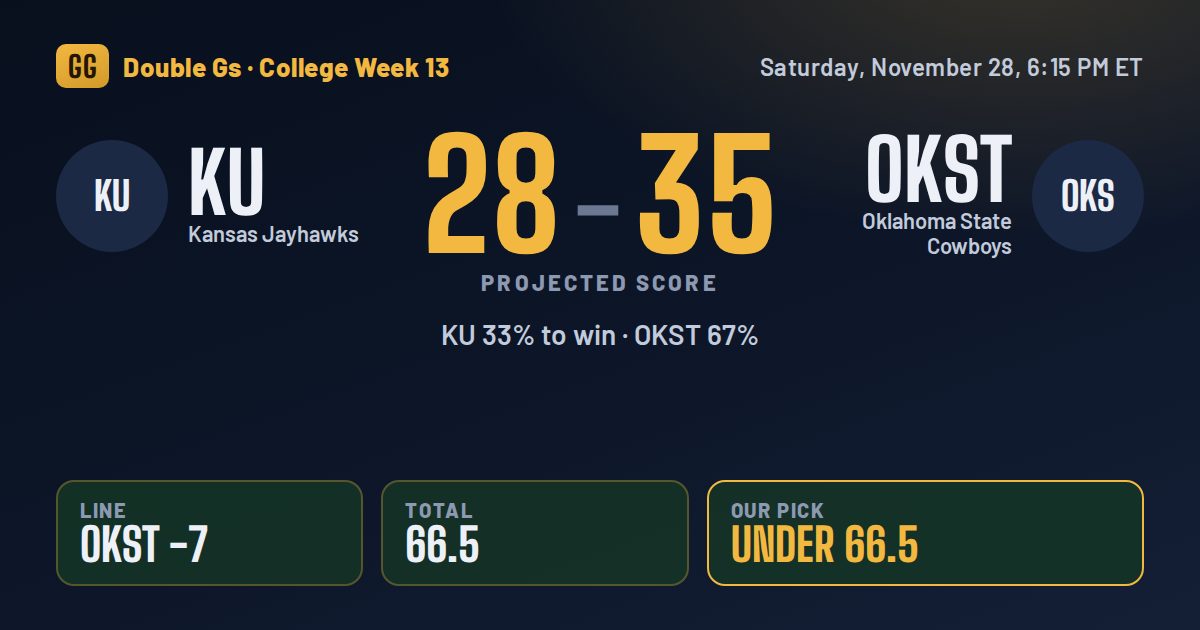 GG Double Gs · College Week 13
Saturday, November 28, 6:15 PM ET
KU
KU
Kansas Jayhawks
28 – 35
PROJECTED SCORE
KU 33% to win · OKST 67%
OKST
Oklahoma State
Cowboys
OKS
LINE
OKST −7
TOTAL
66.5
OUR PICK
UNDER 66.5